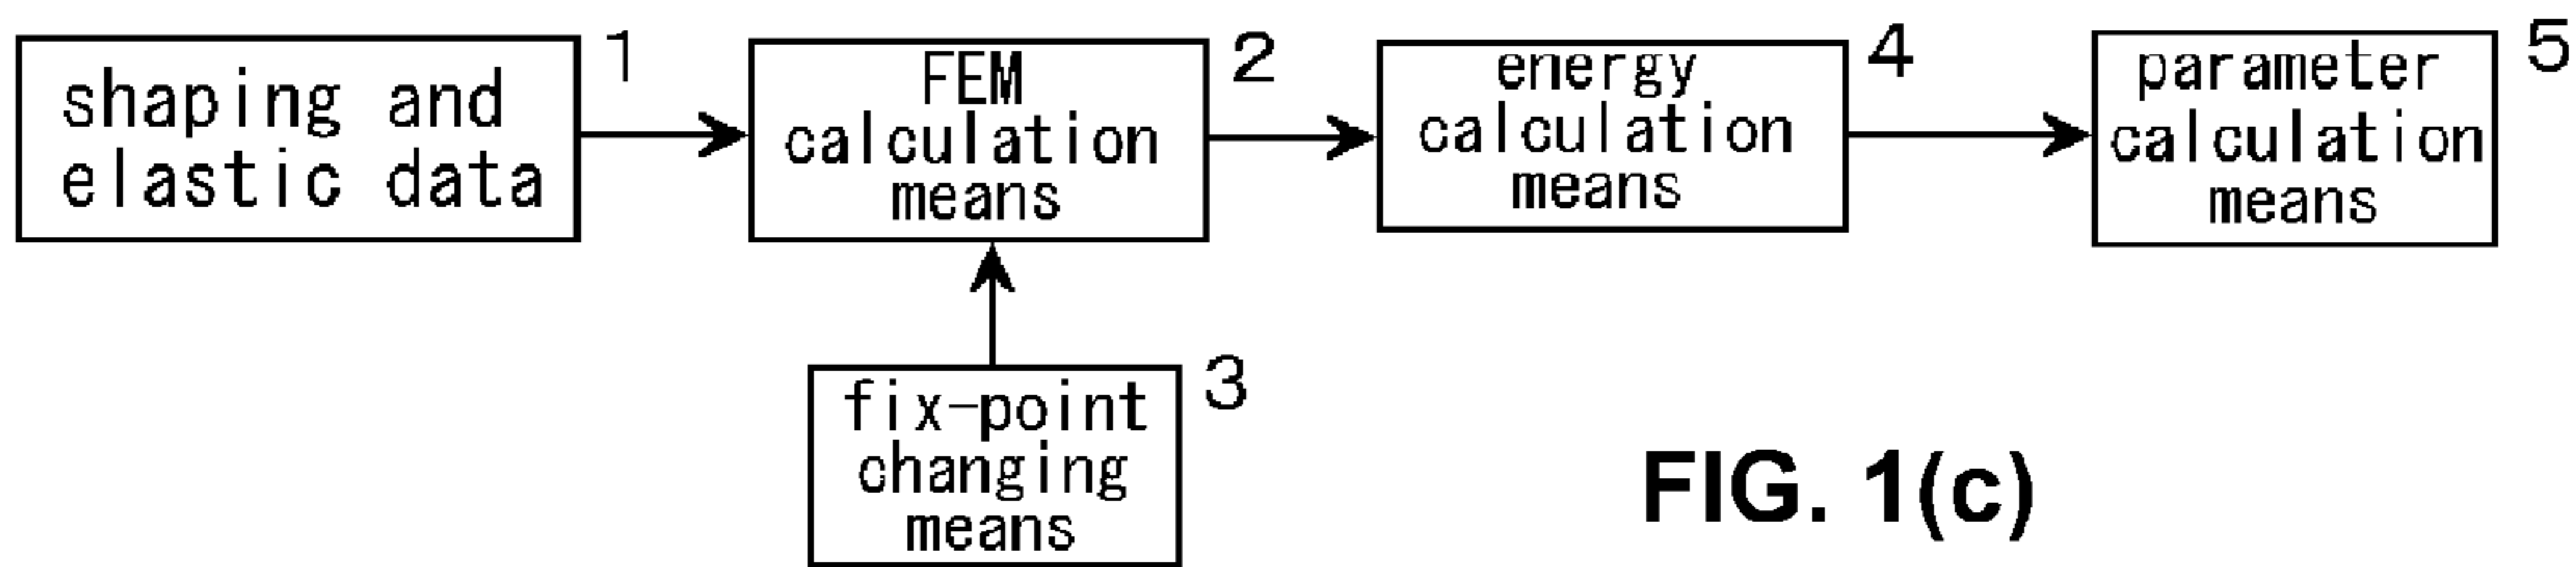 shaping and
elastic data
1
FEM
calculation
means
2
energy
calculation
means
4
parameter
calculation
means
5
fix-point
changing
means
3
FIG. 1(c)